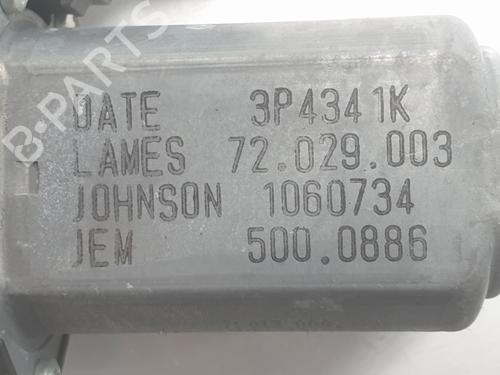 B-PARTS
DATE 3P4341K
LAMES 72.029.003
JOHNSON 1060734
JEM 500.0886